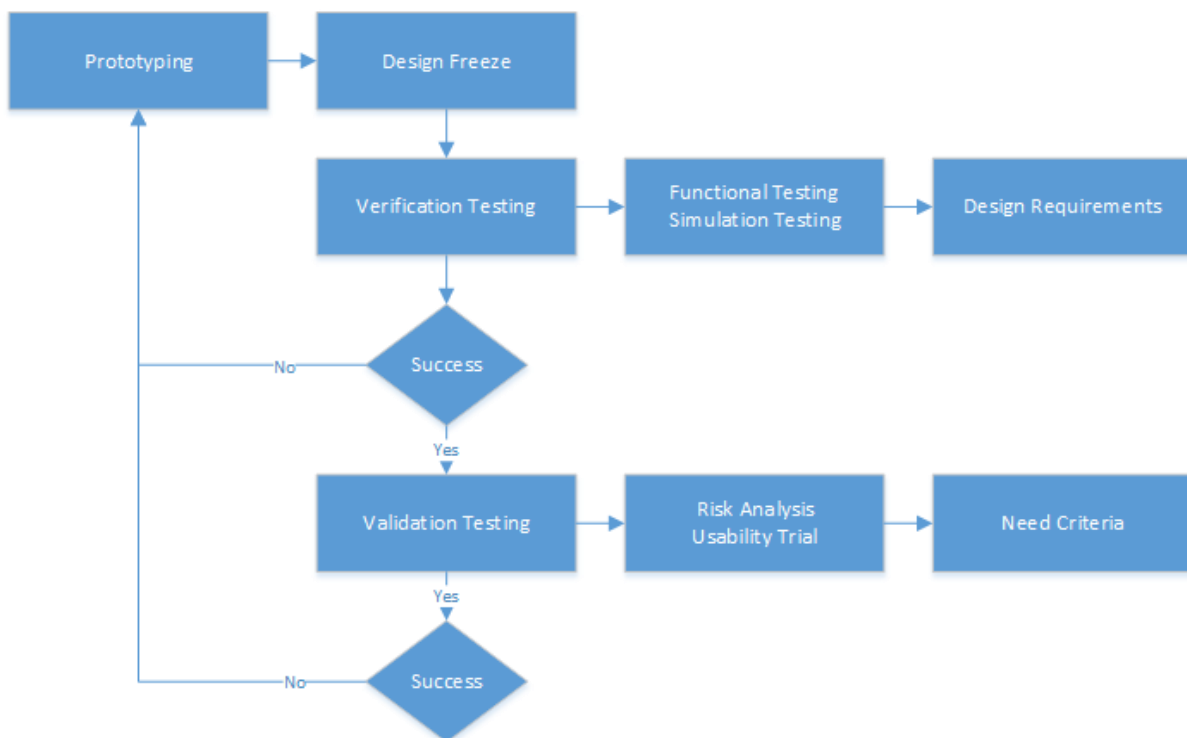 Prototyping
Design Freeze
Verification Testing
Functional Testing
Simulation Testing
Design Requirements
Success
No
Yes
Validation Testing
Risk Analysis
Usability Trial
Need Criteria
Yes
Success
No